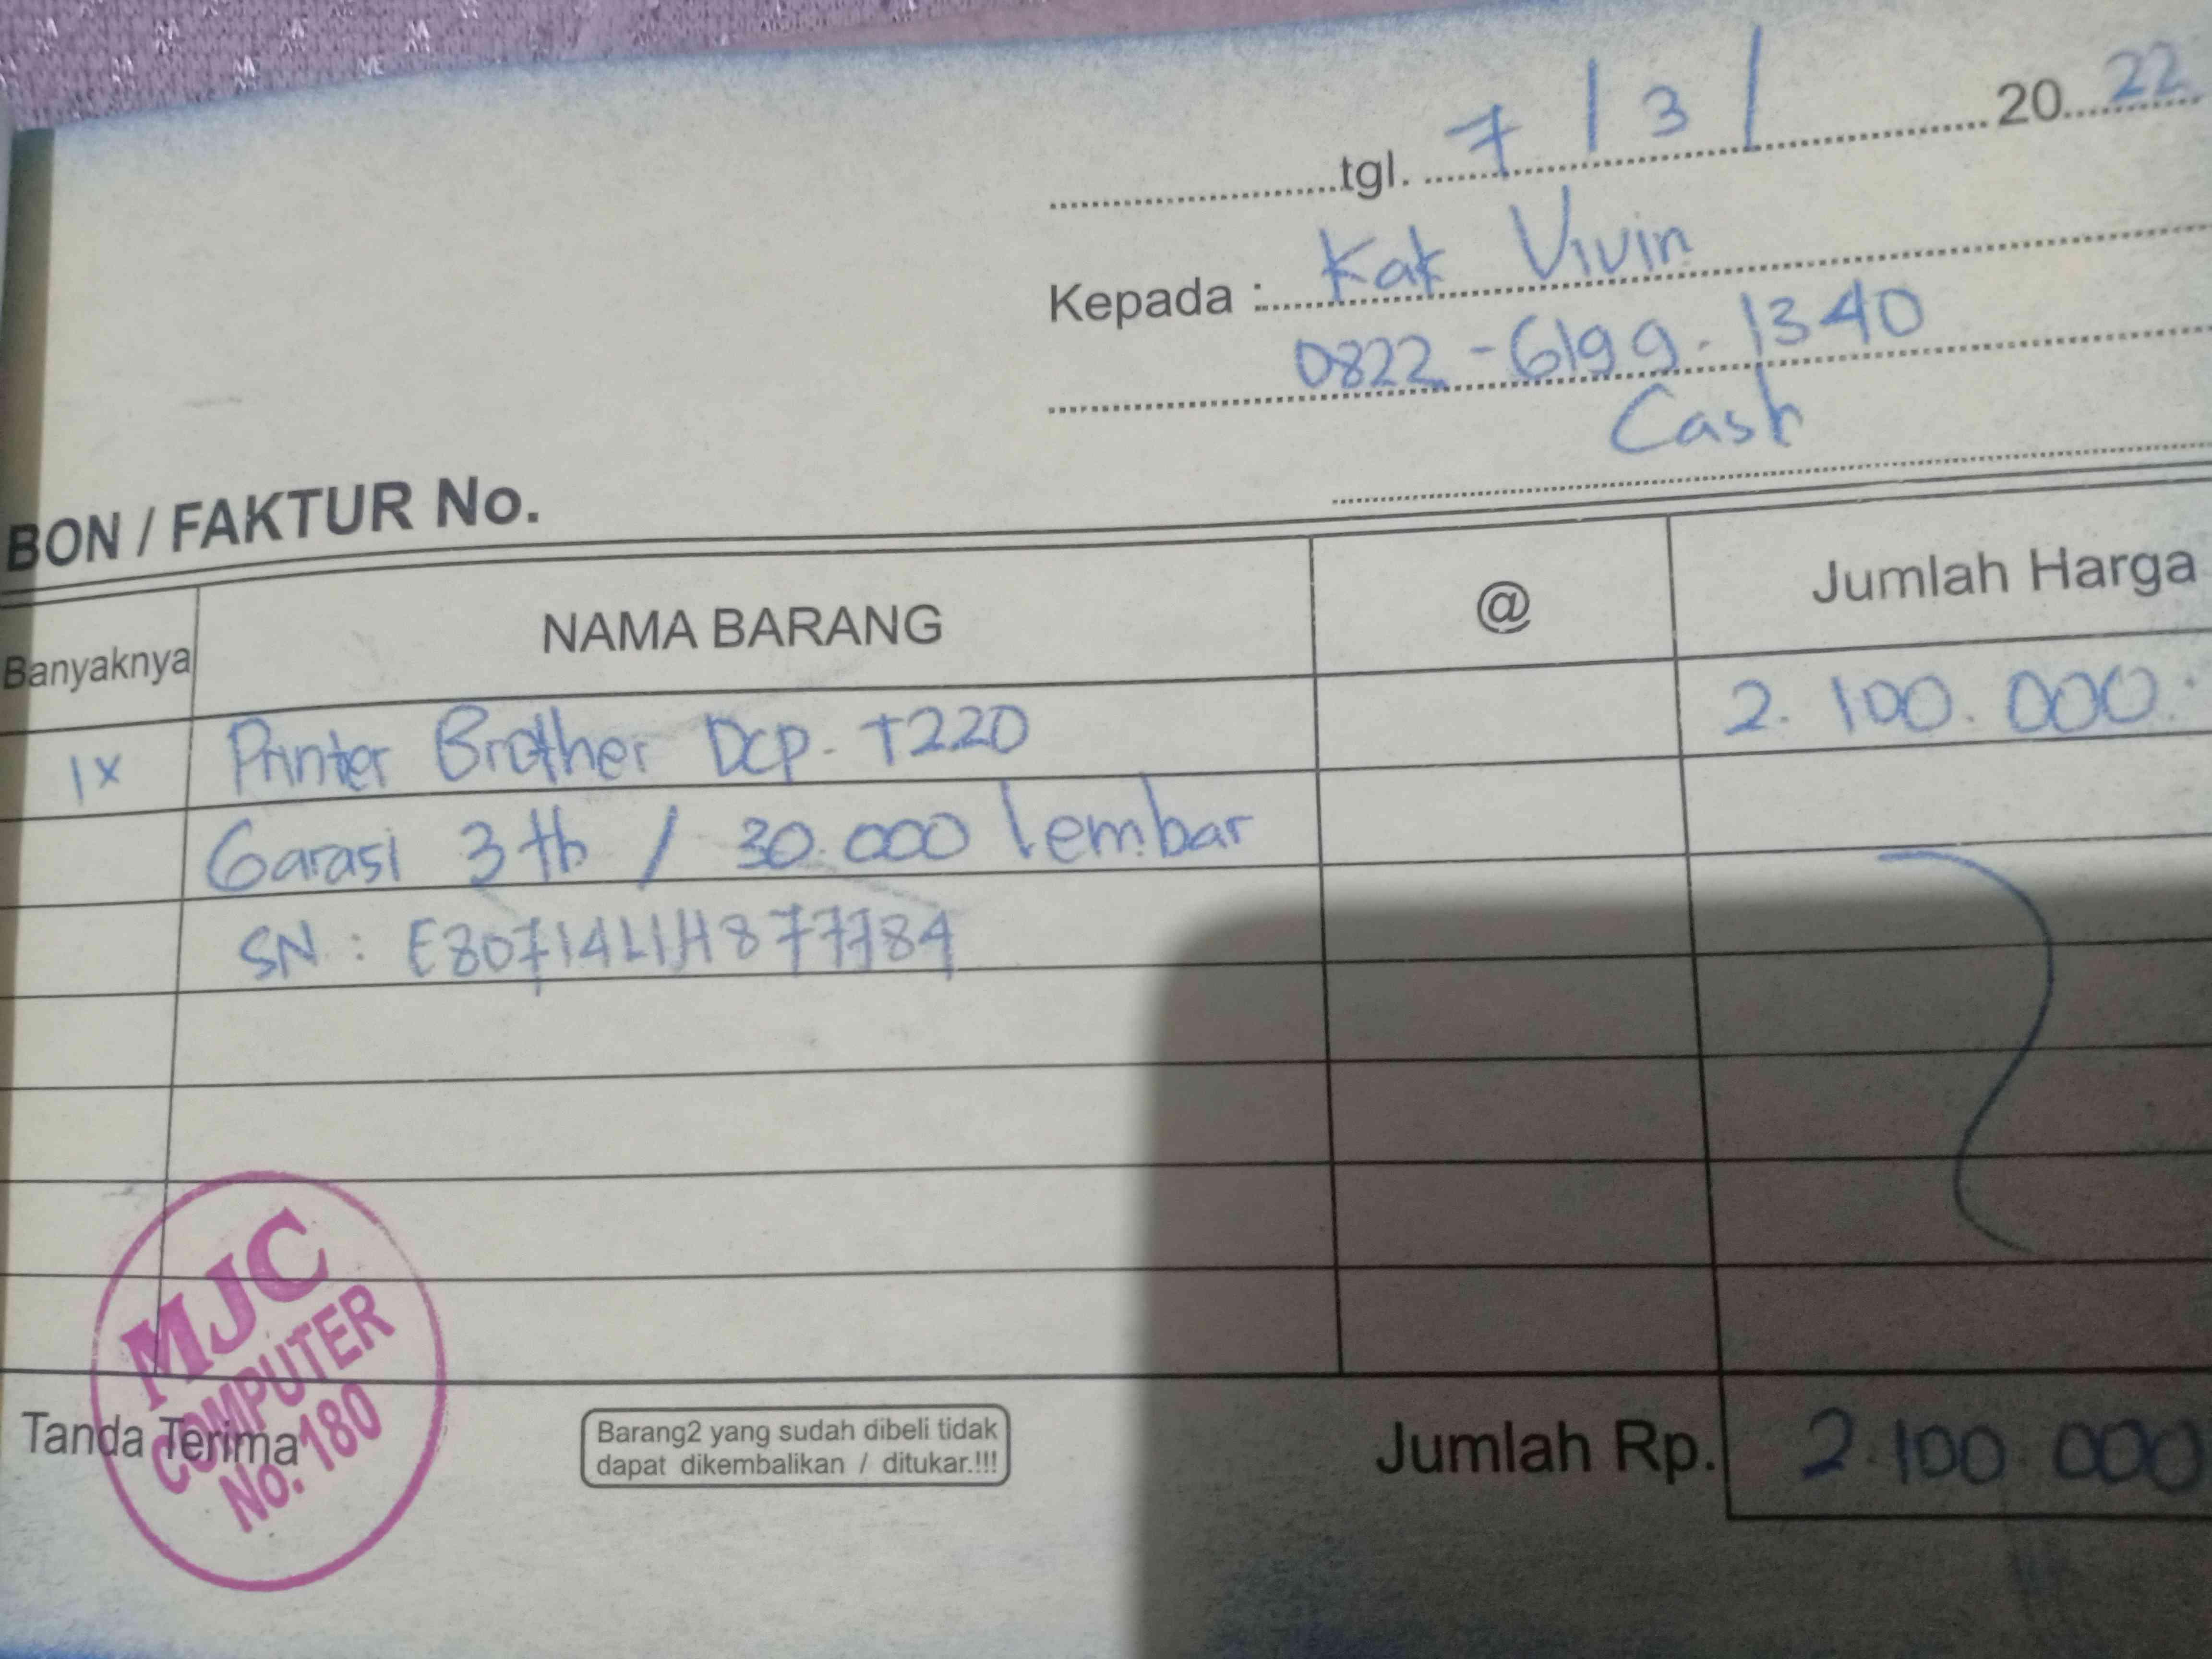 tgl. 7 / 3 / 20 22
Kepada : Kak Vivin
0822 - 6199 - 1340
Cash
BON / FAKTUR No.
Banyaknya NAMA BARANG @ Jumlah Harga
1x Printer Brother Dcp - T220 2.100.000
Garasi 3 th / 30.000 lembar
SN : E80714L1H877784
MJC
COMPUTER
No. 180
Tanda Terima
Barang2 yang sudah dibeli tidak
dapat dikembalikan / ditukar.!!!
Jumlah Rp. 2.100.000